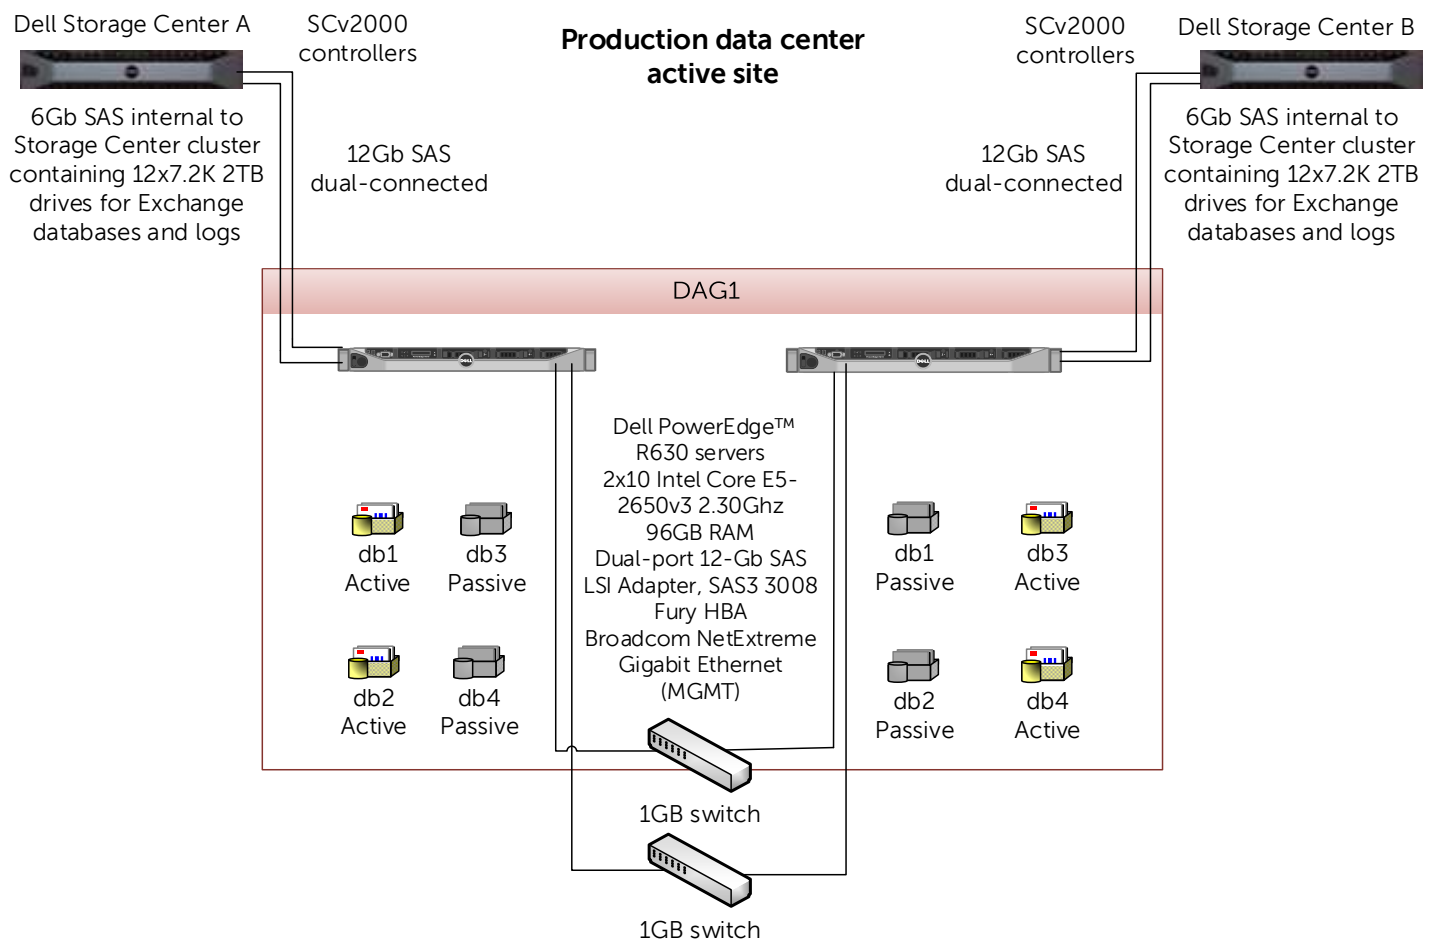 Dell Storage Center A
SCv2000
controllers
Production data center
active site
SCv2000
controllers
Dell Storage Center B
6Gb SAS internal to
Storage Center cluster
containing 12x7.2K 2TB
drives for Exchange
databases and logs
12Gb SAS
dual-connected
12Gb SAS
dual-connected
6Gb SAS internal to
Storage Center cluster
containing 12x7.2K 2TB
drives for Exchange
databases and logs
DAG1
DELL
DELL
Dell PowerEdge™
R630 servers
2x10 Intel Core E5-
2650v3 2.30Ghz
96GB RAM
Dual-port 12-Gb SAS
LSI Adapter, SAS3 3008
Fury HBA
Broadcom NetExtreme
Gigabit Ethernet
(MGMT)
db1
Active
db3
Passive
db1
Passive
db3
Active
db2
Active
db4
Passive
db2
Passive
db4
Active
1GB switch
1GB switch